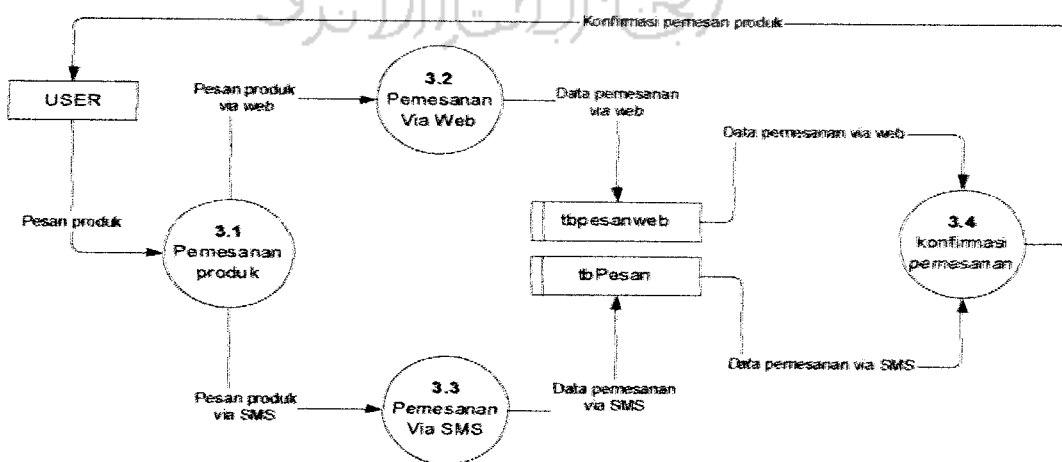 Konfirmasi pemesan produk
USER
Pesan produk
via web
3.2
Pemesanan
Via Web
Data pemesanan
via web
Data pemesanan via web
Pesan produk
3.1
Pemesanan
produk
tbpesanweb
tbPesan
3.4
konfirmasi
pemesanan
Pesan produk
via SMS
3.3
Pemesanan
Via SMS
Data pemesanan
via SMS
Data pemesanan via SMS